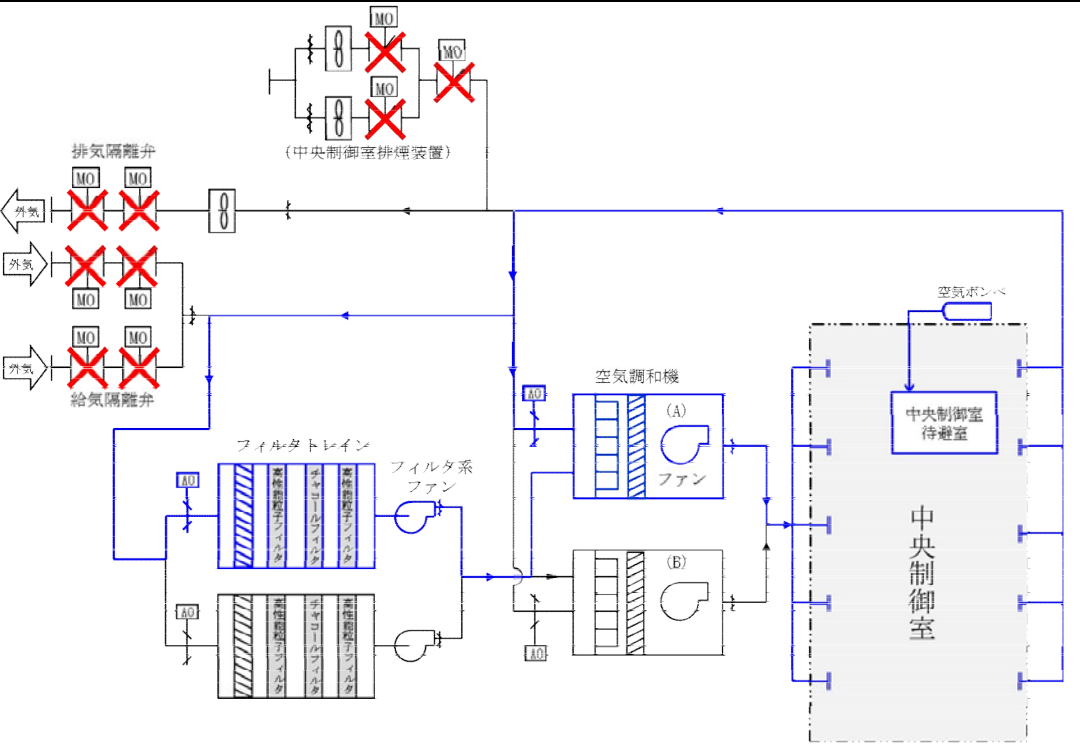 MO
MO
MO
(中央制御室排煙装置)
排気隔離弁
MO
MO
外気
外気
MO
MO
MO
MO
外気
給気隔離弁
空気ボンベ
中央制御室
待避室
空気調和機
AO
(A)
ファン
フィルタトレイン
フィルタ系
ファン
AO
高性能粒子フィルタ
チャコールフィルタ
高性能粒子フィルタ
中央制御室
(B)
AO
AO
高性能粒子フィルタ
チャコールフィルタ
高性能粒子フィルタ